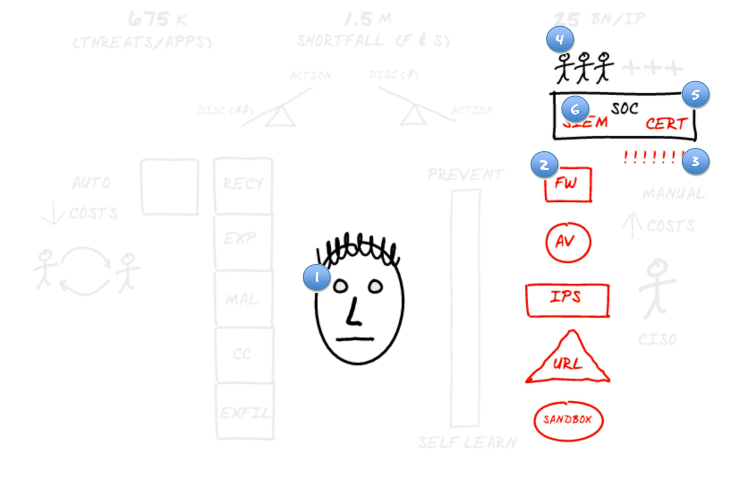 675 K
(THREATS/APPS)
1.5 M
SHORTFALL (F & S)
25 BN/IP
4
+++
ACTION
DISC ($)
DISC ($$)
ACTION
5
6
SOC
SIEM
CERT
!!!!!!!
3
2
AUTO
COSTS
RECY
EXP
MAL
CC
EXFIL
1
PREVENT
SELF LEARN
FW
AV
IPS
URL
SANDBOX
MANUAL
COSTS
CISO